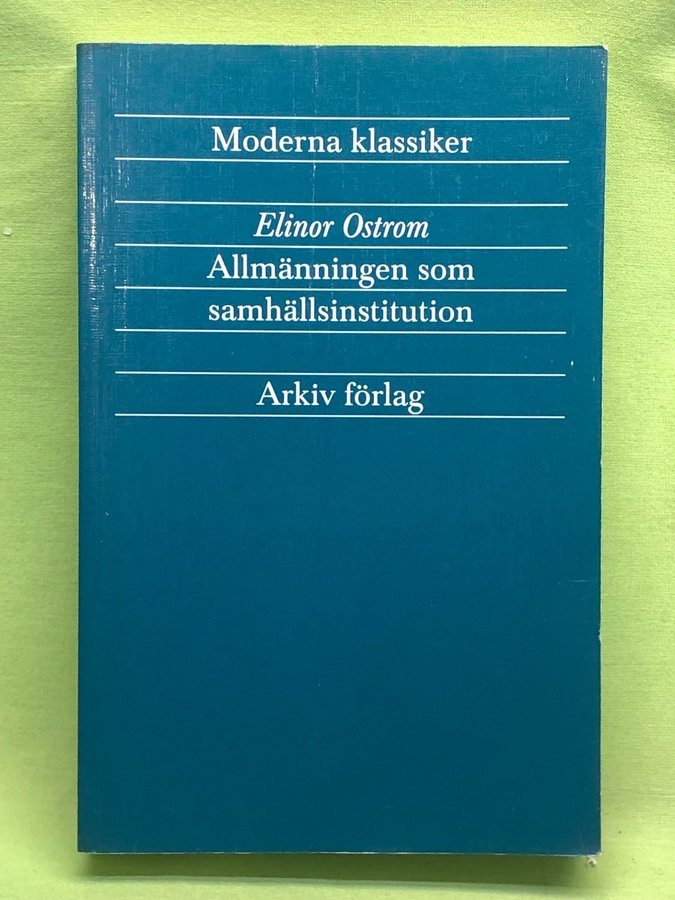 Moderna klassiker
Elinor Ostrom
Allmänningen som
samhällsinstitution
Arkiv förlag